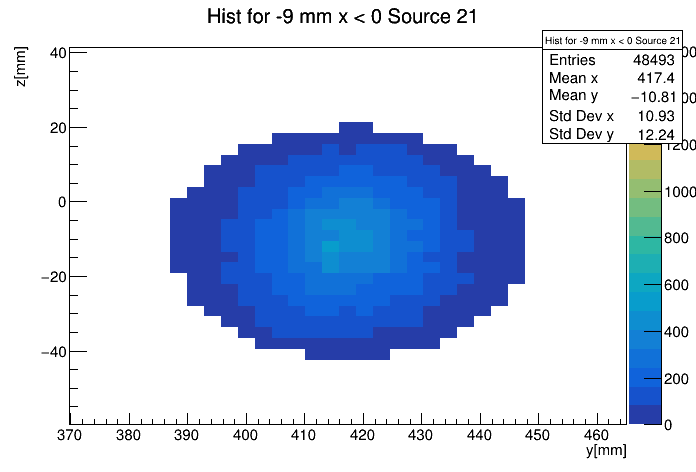 Hist for -9 mm x < 0 Source 21
Hist for -9 mm x < 0 Source 21
Entries 48493
Mean x 417.4
Mean y −10.81
Std Dev x 10.93
Std Dev y 12.24
z[mm]
40
20
0
−20
−40
370 380 390 400 410 420 430 440 450 460
y[mm]
1200
1000
800
600
400
200
0